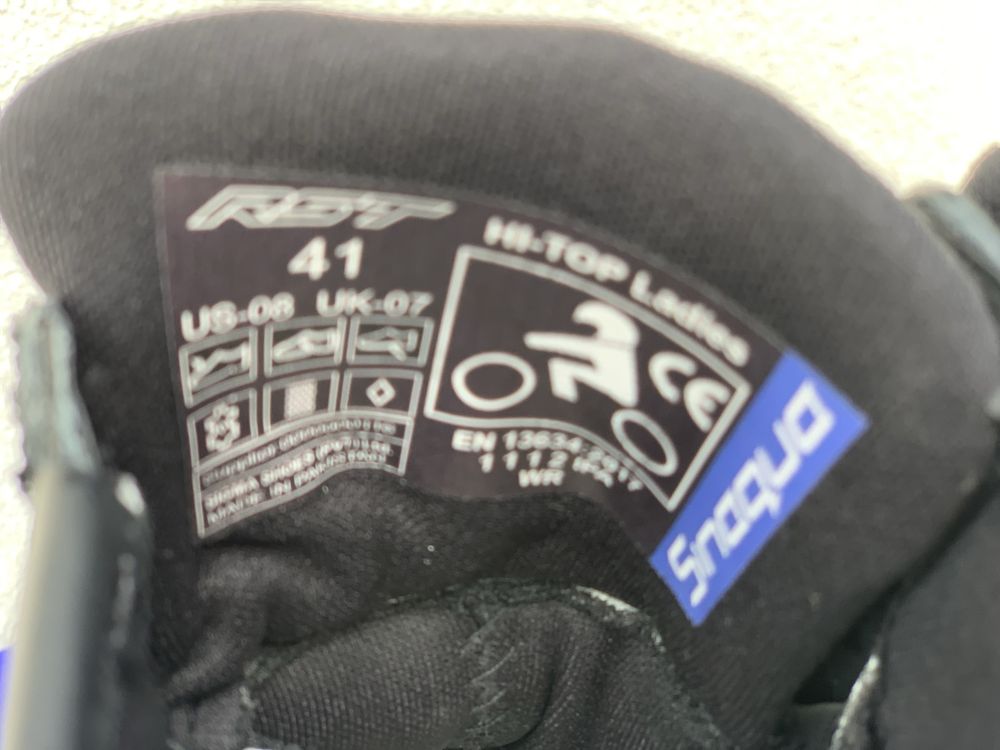 RST
41
US-08 UK-07
HI-TOP Ladies
CE
EN 13634:2017
1 1 1 2 IPA
WR
Sinaqua